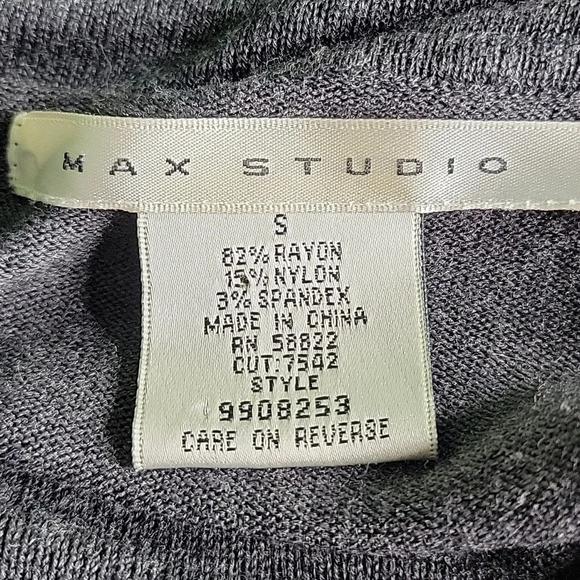 MAX STUDIO
S
82% RAYON
15% NYLON
3% SPANDEX
MADE IN CHINA
RN 58822
CUT:7542
STYLE
9908253
CARE ON REVERSE